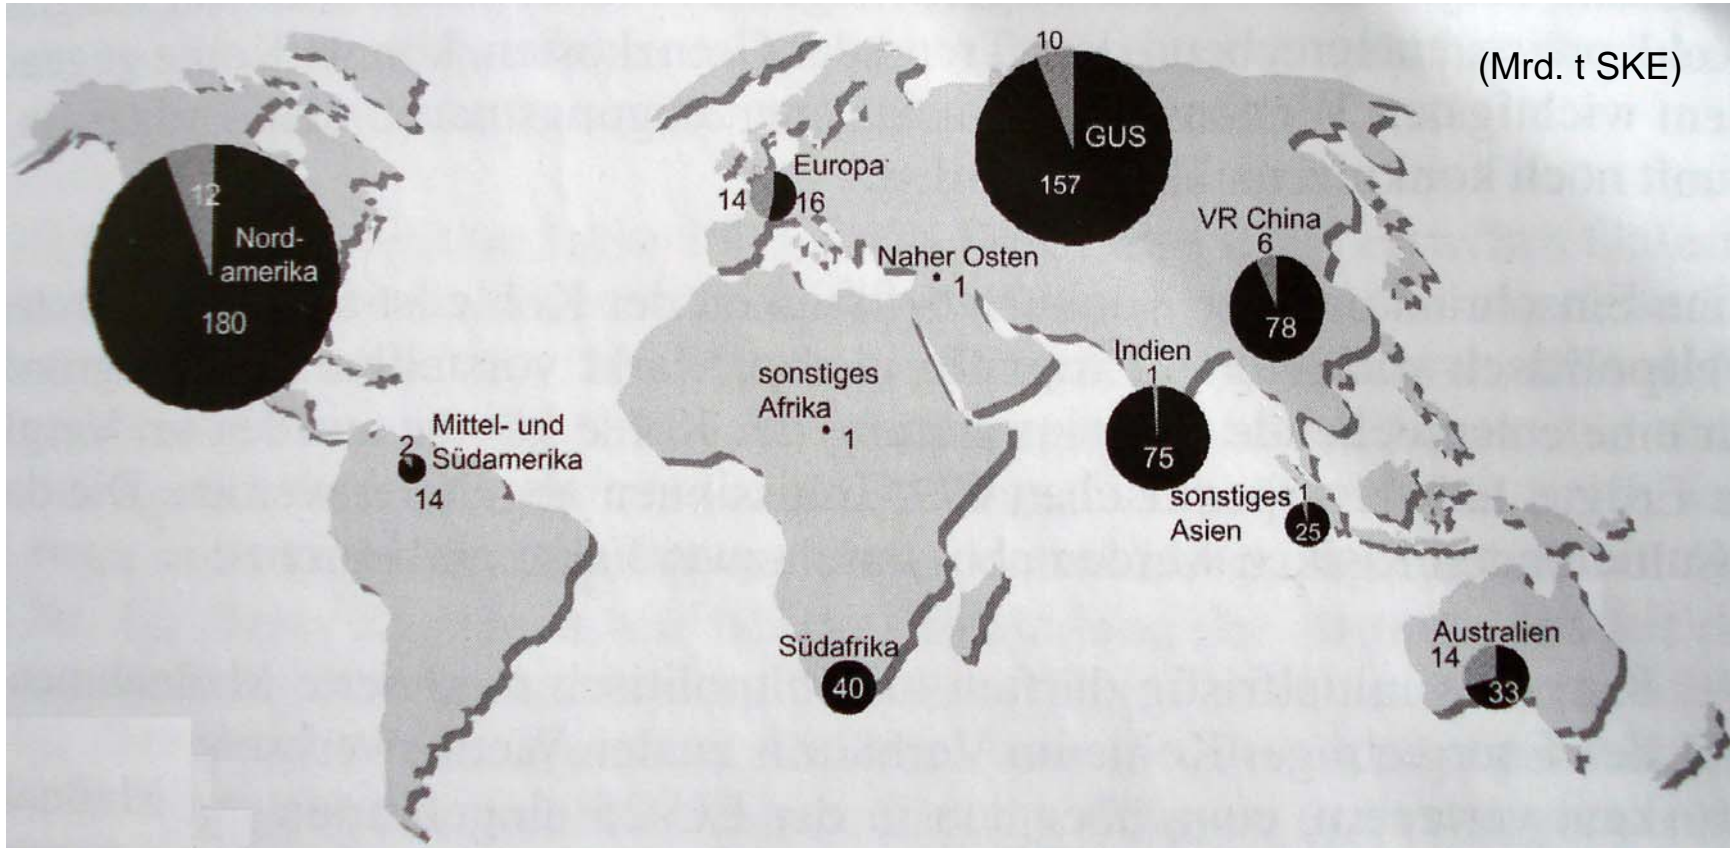 (Mrd. t SKE)
10
GUS
157
12
Nord-
amerika
180
Europa
14
16
VR China
6
78
Naher Osten
1
Indien
1
75
sonstiges
Afrika
1
Mittel- und
Südamerika
2
14
sonstiges
Asien
1
25
Südafrika
40
Australien
14
33